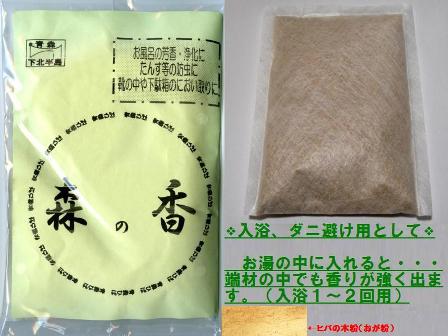 青森
下北半島
お風呂の芳香・浄化に
たんす等の防虫に
靴の中や下駄箱のにおい取りに
森の香
❖入浴、ダニ避け用として❖
お湯の中に入れると・・・
端材の中でも香りが強く出ま
す。（入浴１～２回用）
・ヒバの木粉（おが粉）